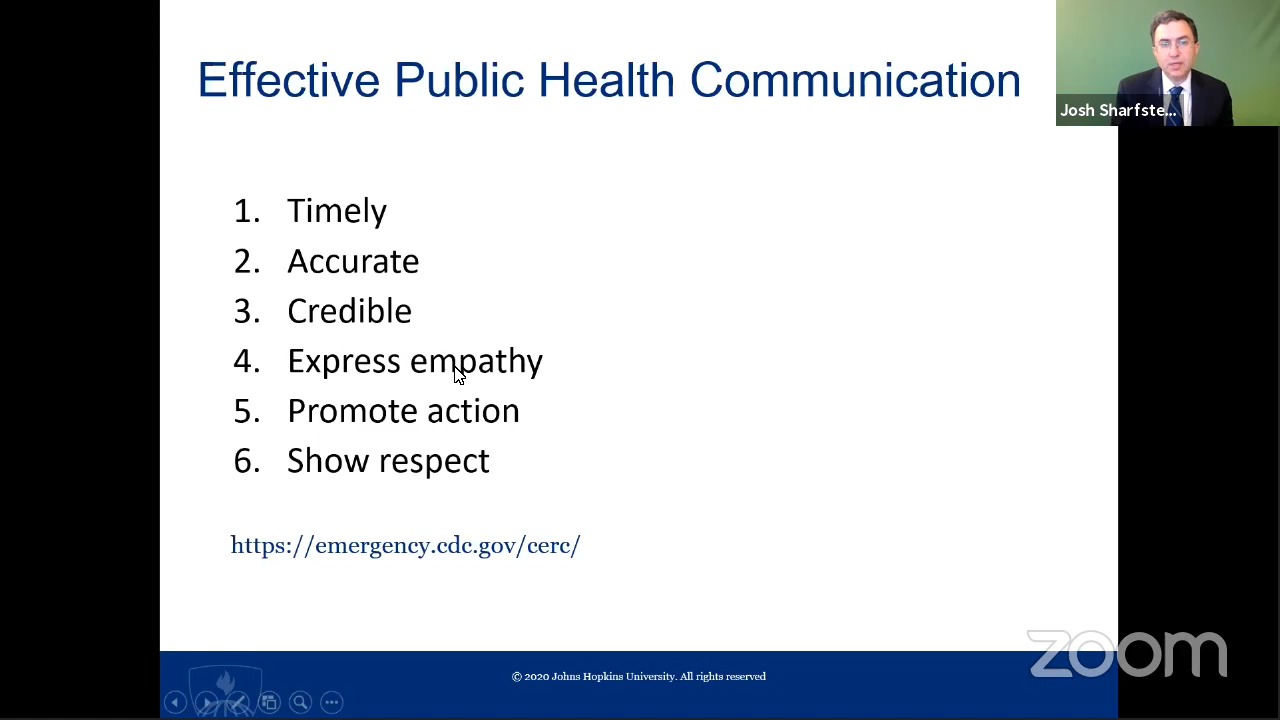 Effective Public Health Communication
Josh Sharfste...
1. Timely
2. Accurate
3. Credible
4. Express empathy
5. Promote action
6. Show respect
https://emergency.cdc.gov/cerc/
zoom
© 2020 Johns Hopkins University. All rights reserved